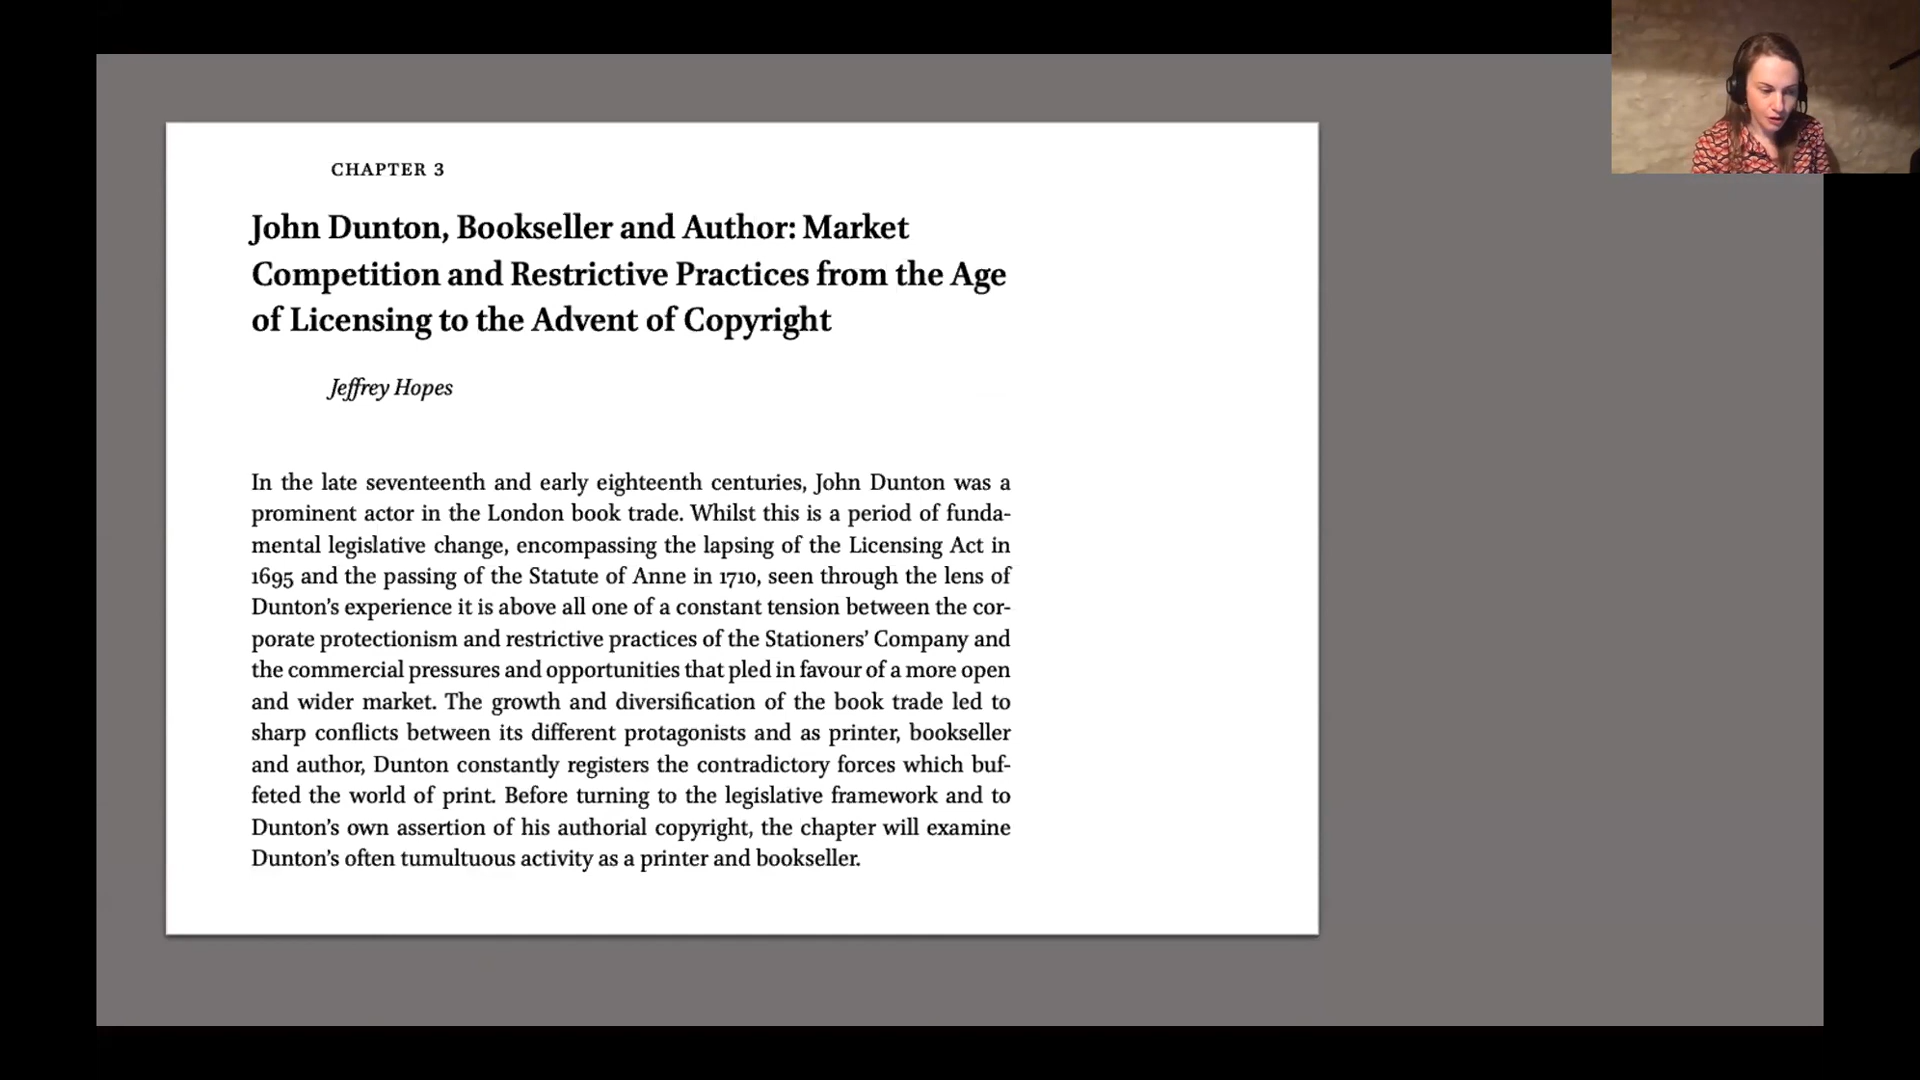 CHAPTER 3
John Dunton, Bookseller and Author: Market
Competition and Restrictive Practices from the Age
of Licensing to the Advent of Copyright
Jeffrey Hopes
In the late seventeenth and early eighteenth centuries, John Dunton was a
prominent actor in the London book trade. Whilst this is a period of funda-
mental legislative change, encompassing the lapsing of the Licensing Act in
1695 and the passing of the Statute of Anne in 1710, seen through the lens of
Dunton’s experience it is above all one of a constant tension between the cor-
porate protectionism and restrictive practices of the Stationers’ Company and
the commercial pressures and opportunities that pled in favour of a more open
and wider market. The growth and diversification of the book trade led to
sharp conflicts between its different protagonists and as printer, bookseller
and author, Dunton constantly registers the contradictory forces which buf-
feted the world of print. Before turning to the legislative framework and to
Dunton’s own assertion of his authorial copyright, the chapter will examine
Dunton’s often tumultuous activity as a printer and bookseller.